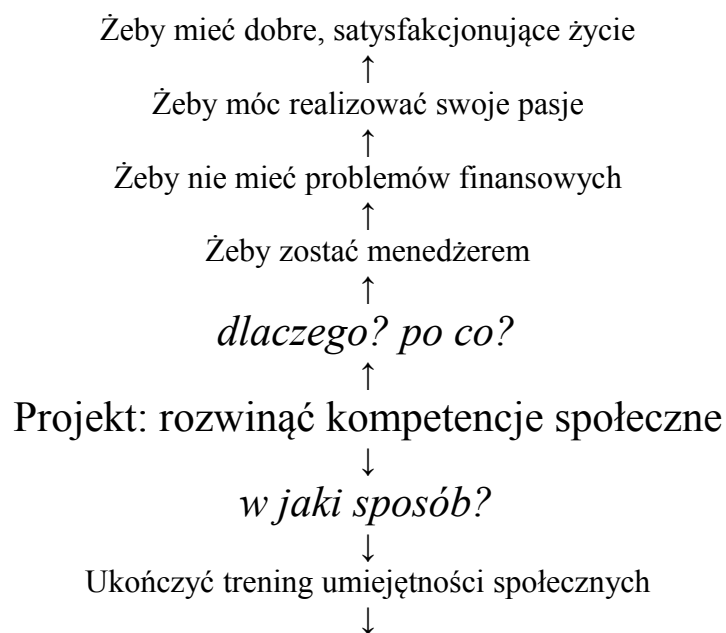 Żeby mieć dobre, satysfakcjonujące życie
↑
Żeby móc realizować swoje pasje
↑
Żeby nie mieć problemów finansowych
↑
Żeby zostać menedżerem
↑
dlaczego? po co?
↑
Projekt: rozwinąć kompetencje społeczne
↓
w jaki sposób?
↓
Ukończyć trening umiejętności społecznych
↓